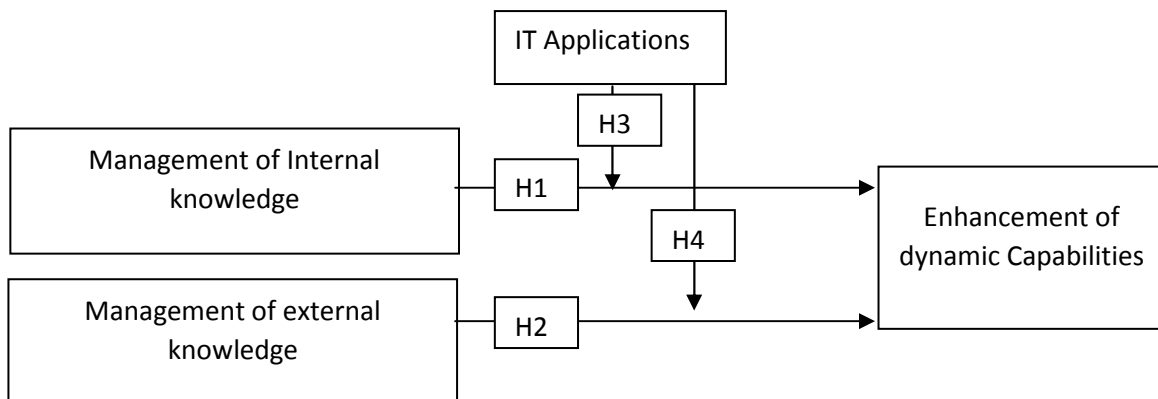 IT Applications
H3
Management of Internal
knowledge
H1
Enhancement of
dynamic Capabilities
H4
Management of external
knowledge
H2